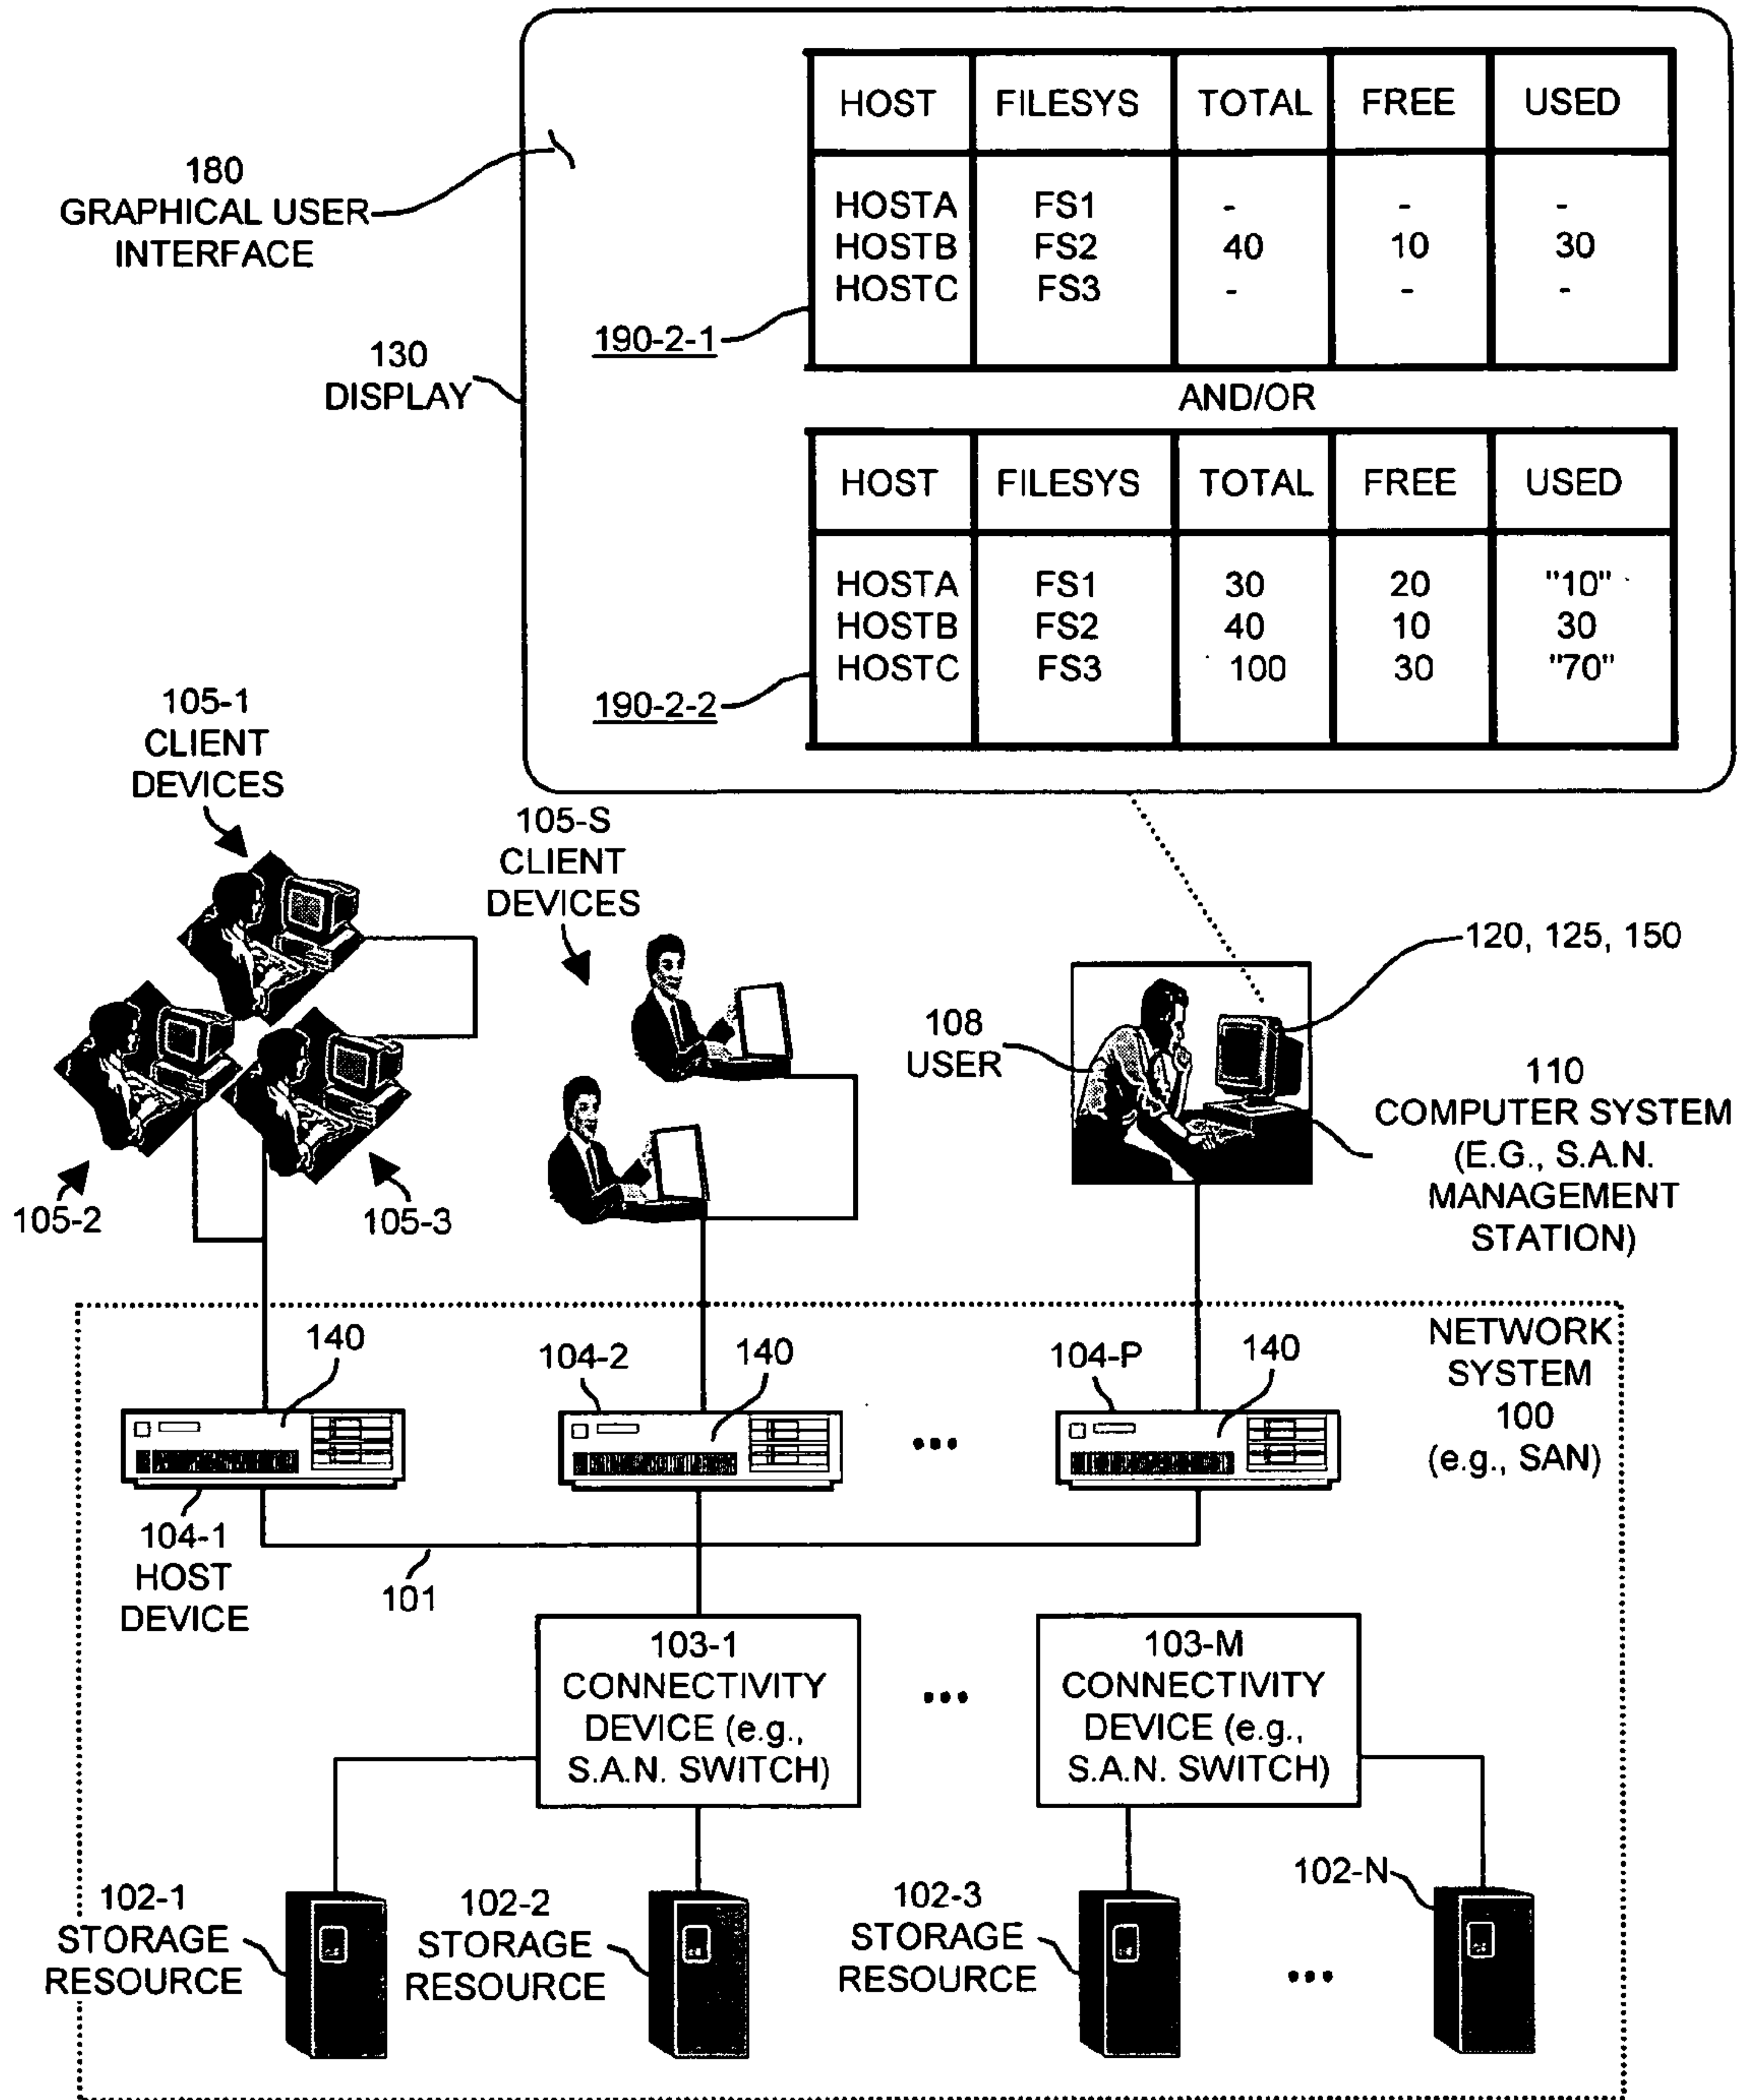 HOST FILESYS TOTAL FREE USED
HOSTA FS1 - - -
HOSTB FS2 40 10 30
HOSTC FS3 - - -
180
GRAPHICAL USER
INTERFACE
190-2-1
130
DISPLAY
AND/OR
HOST FILESYS TOTAL FREE USED
HOSTA FS1 30 20 "10"
HOSTB FS2 40 10 30
HOSTC FS3 100 30 "70"
190-2-2
105-1
CLIENT
DEVICES
105-S
CLIENT
DEVICES
120, 125, 150
108
USER
110
COMPUTER SYSTEM
(E.G., S.A.N.
MANAGEMENT
STATION)
105-2
105-3
NETWORK
SYSTEM
100
(e.g., SAN)
140
104-2
140
104-P
140
...
104-1
HOST
DEVICE
101
103-1
CONNECTIVITY
DEVICE (e.g.,
S.A.N. SWITCH)
...
103-M
CONNECTIVITY
DEVICE (e.g.,
S.A.N. SWITCH)
102-1
STORAGE
RESOURCE
102-2
STORAGE
RESOURCE
102-3
STORAGE
RESOURCE
...
102-N